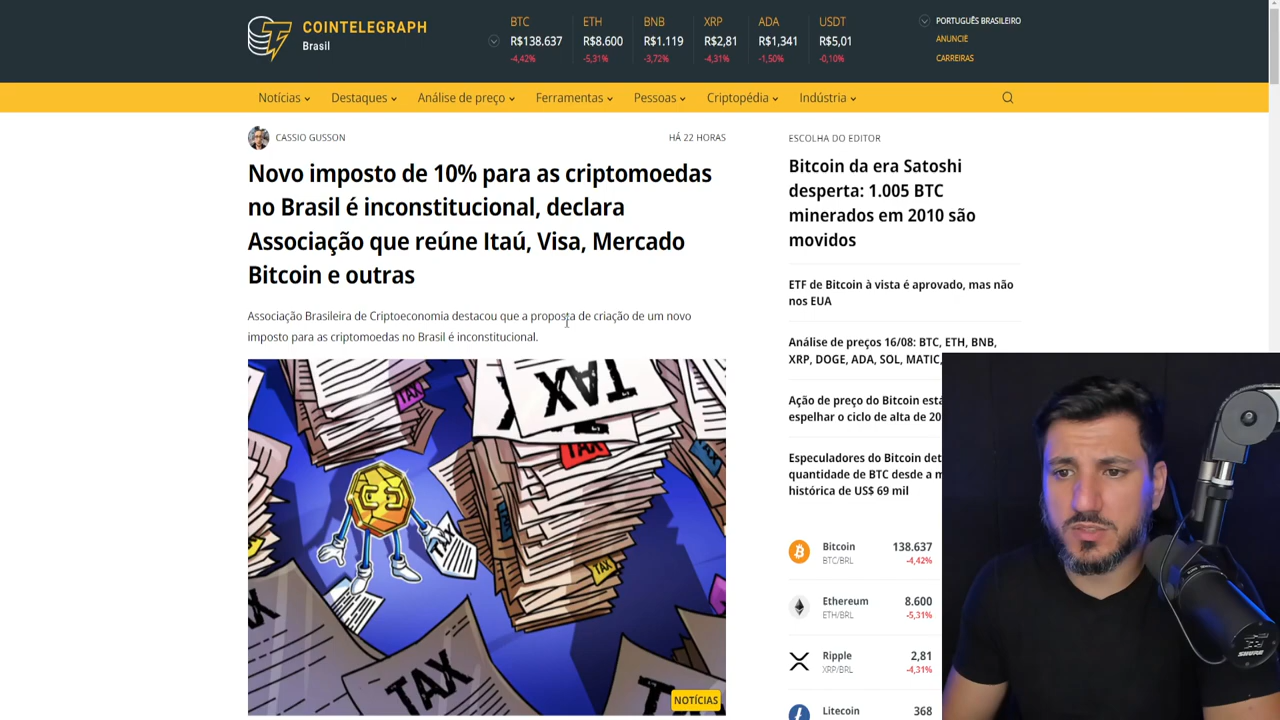 COINTELEGRAPH
Brasil
BTC ETH BNB XRP ADA USDT
R$138.637 R$8.600 R$1.119 R$2,81 R$1,341 R$5,01
-4,42% -5,31% -3,72% -4,31% -1,50% -0,10%
PORTUGUÊS BRASILEIRO
ANUNCIE
CARREIRAS
Notícias Destaques Análise de preço Ferramentas Pessoas Criptopédia Indústria
CASSIO GUSSON HÁ 22 HORAS
Novo imposto de 10% para as criptomoedas
no Brasil é inconstitucional, declara
Associação que reúne Itaú, Visa, Mercado
Bitcoin e outras
Associação Brasileira de Criptoeconomia destacou que a proposta de criação de um novo
imposto para as criptomoedas no Brasil é inconstitucional.
TAX
TAX
TAX
TAX
TAX
NOTÍCIAS
ESCOLHA DO EDITOR
Bitcoin da era Satoshi
desperta: 1.005 BTC
minerados em 2010 são
movidos
ETF de Bitcoin à vista é aprovado, mas não
nos EUA
Análise de preços 16/08: BTC, ETH, BNB,
XRP, DOGE, ADA, SOL, MATIC,
Ação de preço do Bitcoin
espelhar o ciclo de alta de
Especuladores do Bitcoin
quantidade de BTC desde a
histórica de US$ 69 mil
Bitcoin 138.637
BTC/BRL -4,42%
Ethereum 8.600
ETH/BRL -5,31%
Ripple 2,81
XRP/BRL -4,31%
Litecoin 368
SHURE